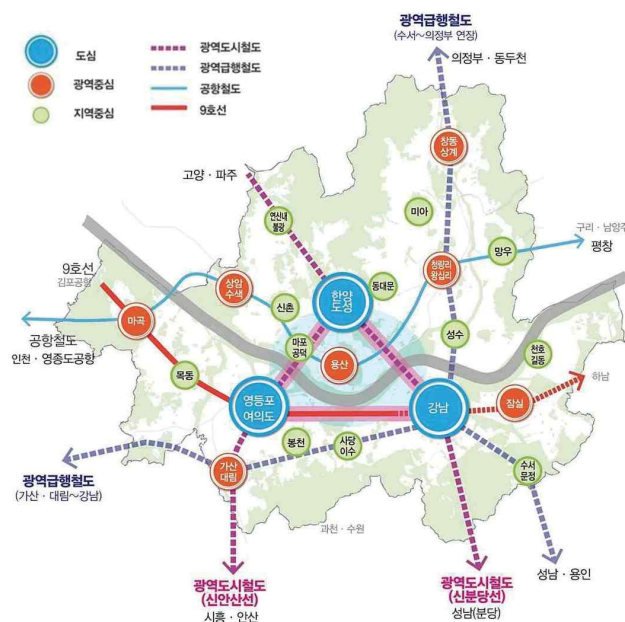 도심
광역중심
지역중심
광역도시철도
광역급행철도
공항철도
9호선
광역급행철도
(수서~의정부 연장)
의정부 · 동두천
창동
상계
고양 · 파주
연신내
불광
미아
구리 · 남양주
평창
망우
청량리
왕십리
9호선
김포공항
상암
수색
동대문
한양
도성
신촌
마곡
공항철도
인천 · 영종도공항
마포
공덕
용산
성수
천호
길동
목동
하남
영등포
여의도
강남
잠실
봉천
사당
이수
광역급행철도
(가산 · 대림~강남)
가산
대림
수서
문정
과천 · 수원
광역도시철도
(신안산선)
시흥 · 안산
광역도시철도
(신분당선)
성남(분당)
성남 · 용인